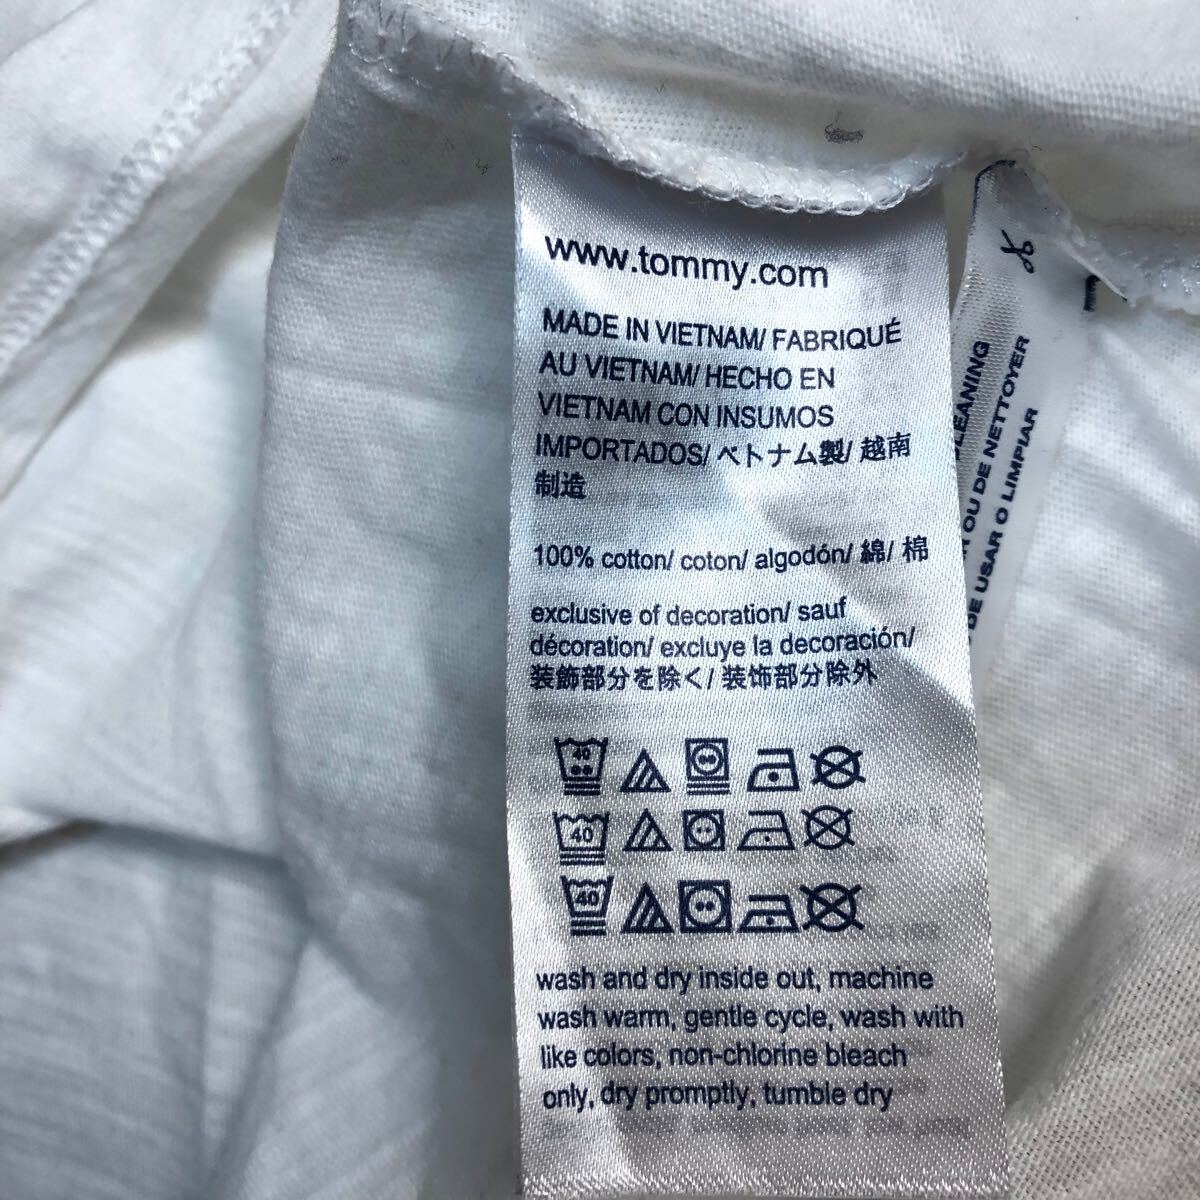 www.tommy.com
MADE IN VIETNAM/ FABRIQUÉ
AU VIETNAM/ HECHO EN
VIETNAM CON INSUMOS
IMPORTADOS/ ベトナム製/ 越南
制造
100% cotton/ coton/ algodón/ 綿/ 棉
exclusive of decoration/ sauf
décoration/ excluye la decoración/
装飾部分を除く/ 装饰部分除外
40
40
40
wash and dry inside out, machine
wash warm, gentle cycle, wash with
like colors, non-chlorine bleach
only, dry promptly, tumble dry
OU DE NETTOYER
DE USAR O LIMPIAR